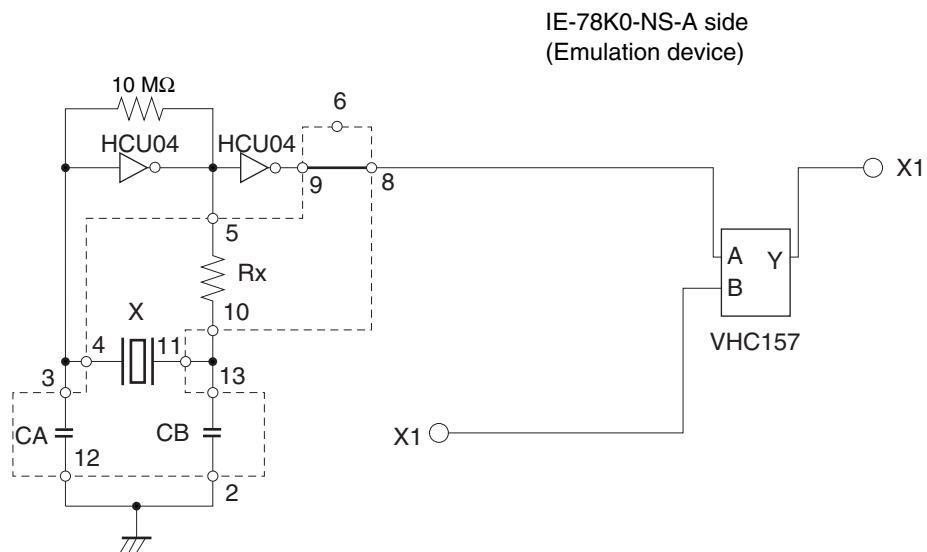 IE-78K0-NS-A side
(Emulation device)
10 MΩ
6
HCU04
HCU04
9
8
X1
5
A
Y
B
Rx
VHC157
X
10
4
11
3
13
CA
CB
X1
12
2